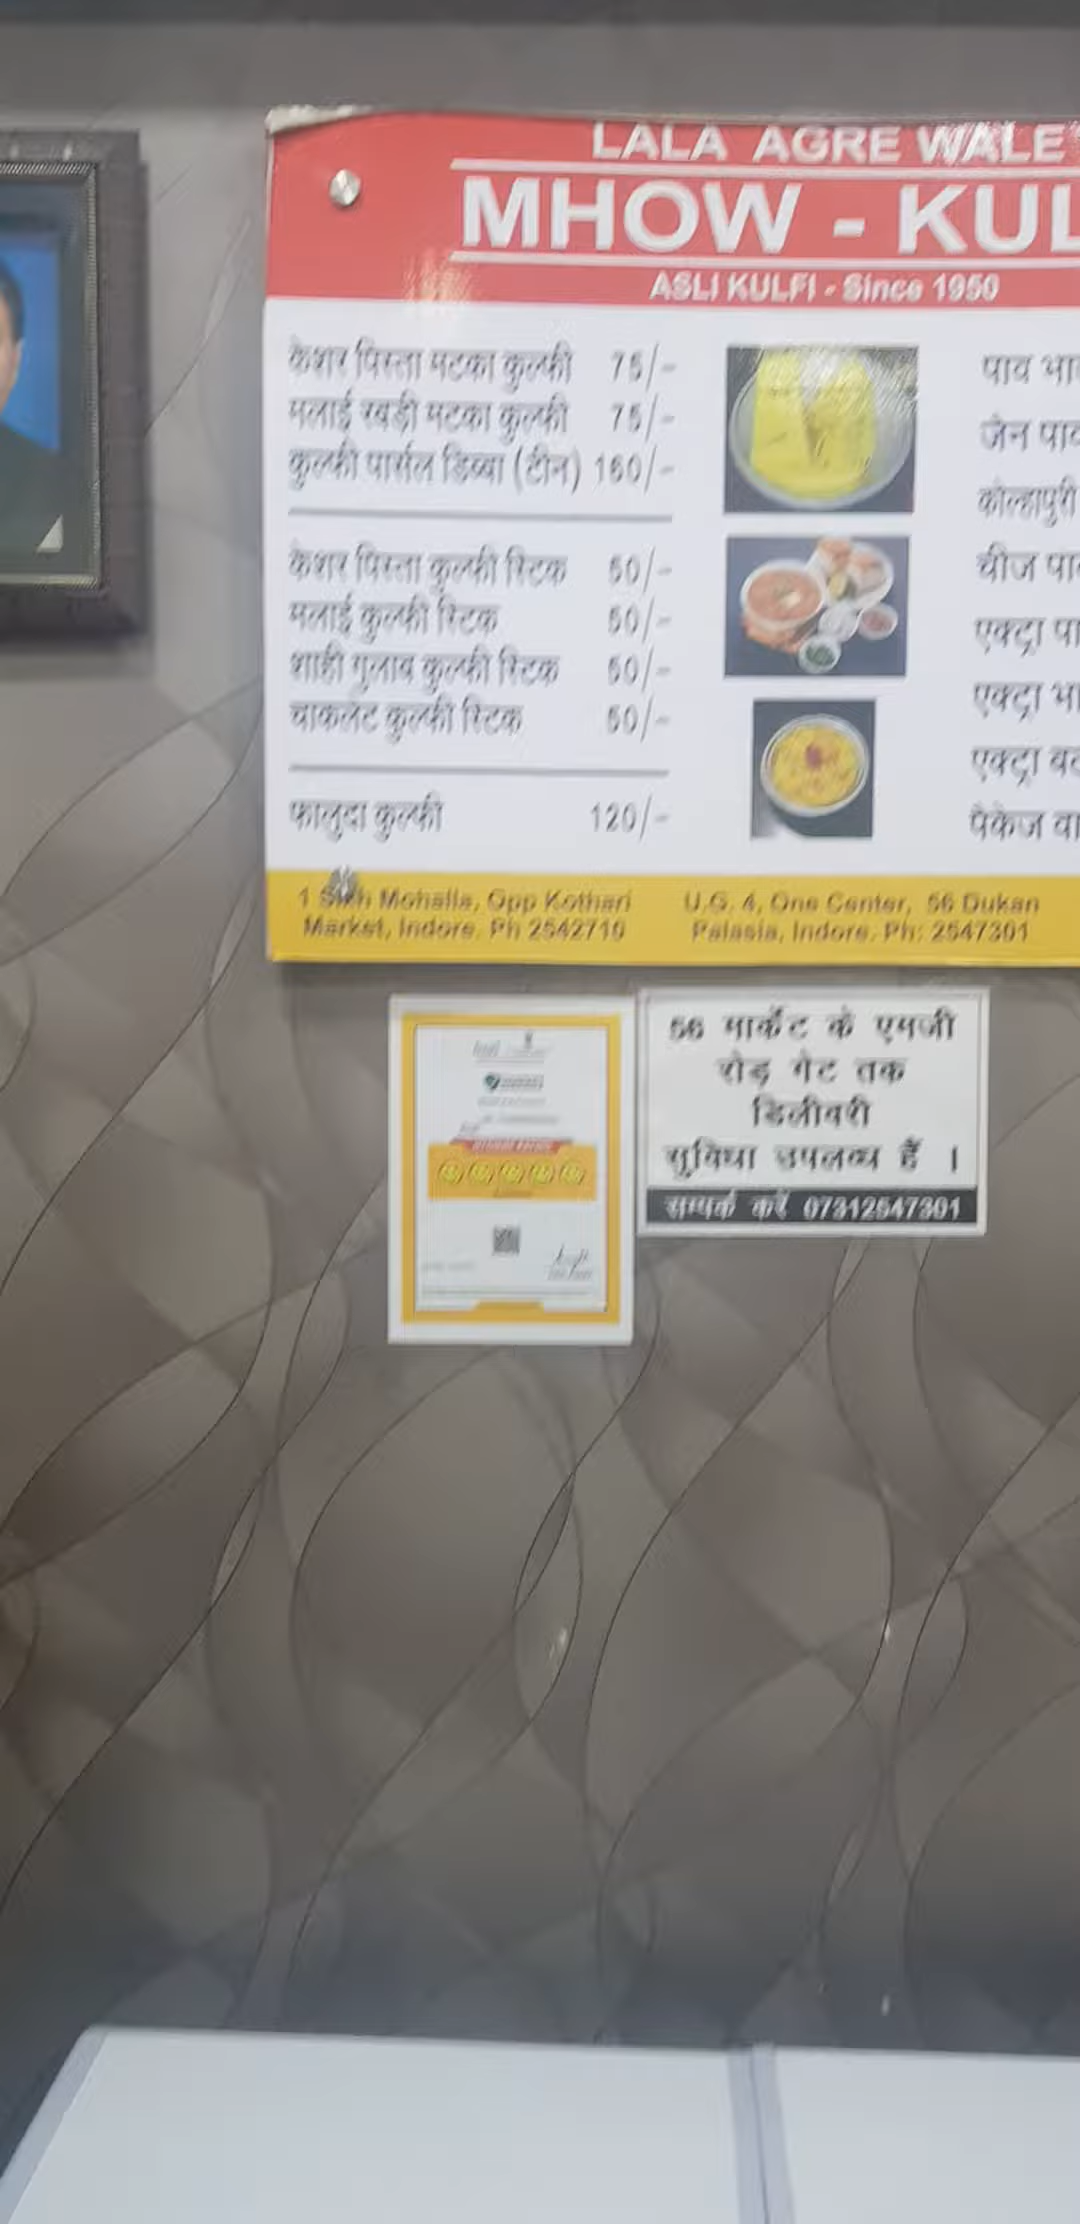 LALA AGRE WALE
MHOW - KUL
ASLI KULFI - Since 1950
केशर पिस्ता मटका कुल्फी 75/-
मलाई रबड़ी मटका कुल्फी 75/-
कुल्फी पार्सल डिब्बा (टीन) 160/-
केशर पिस्ता कुल्फी स्टिक 50/-
मलाई कुल्फी स्टिक 50/-
शाही गुलाब कुल्फी स्टिक 50/-
चाकलेट कुल्फी स्टिक 50/-
फालुदा कुल्फी 120/-
पाव भा
जैन पाव
कोल्हापुरी
चीज पा
एक्ट्रा पा
एक्ट्रा भा
एक्ट्रा बट
पैकेज वा
1 Sikh Mohalla, Opp Kothari
Market, Indore. Ph 2542710
U.G. 4, One Center, 56 Dukan
Palasia, Indore. Ph: 2547301
56 मार्केट के एमजी
रोड़ गेट तक
डिलीवरी
सुविधा उपलब्ध हैं ।
सम्पर्क करें 07312547301